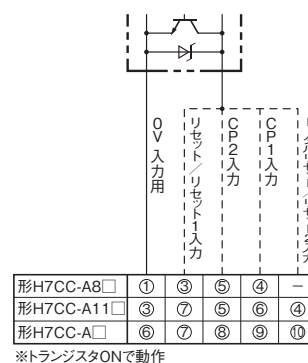 0V 入力用
リセット／リセット1入力
CP2入力
CP1入力
形H7CC-A8□ ① ③ ⑤ ④ −
形H7CC-A11□ ③ ⑦ ⑤ ⑥ ④
形H7CC-A□ ⑥ ⑦ ⑧ ⑨ ⑩
※トランジスタONで動作